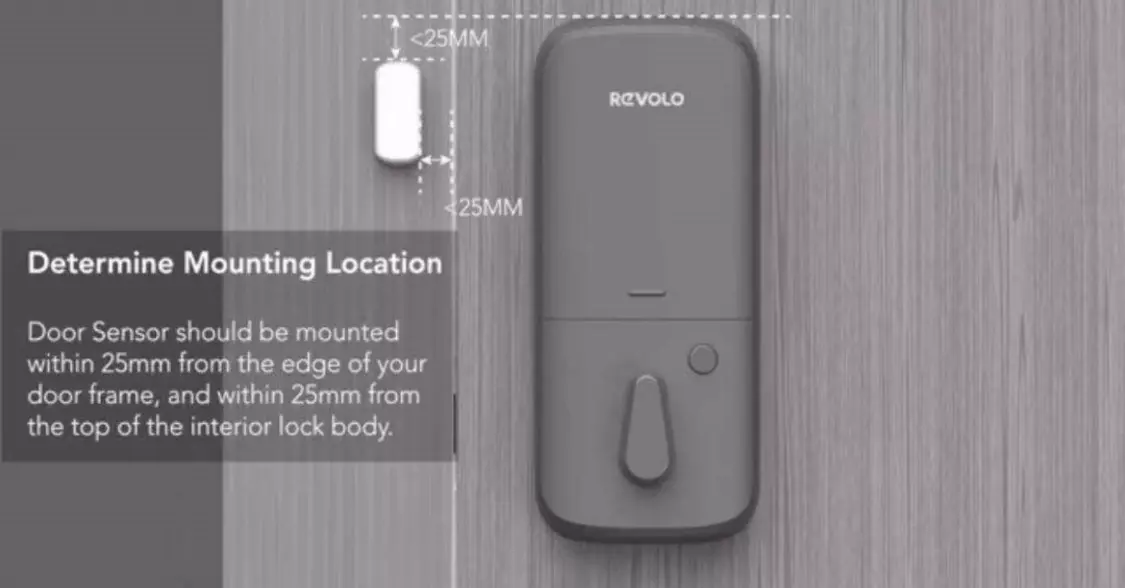 <25MM
REVOLO
<25MM
Determine Mounting Location
Door Sensor should be mounted
within 25mm from the edge of your
door frame, and within 25mm from
the top of the interior lock body.